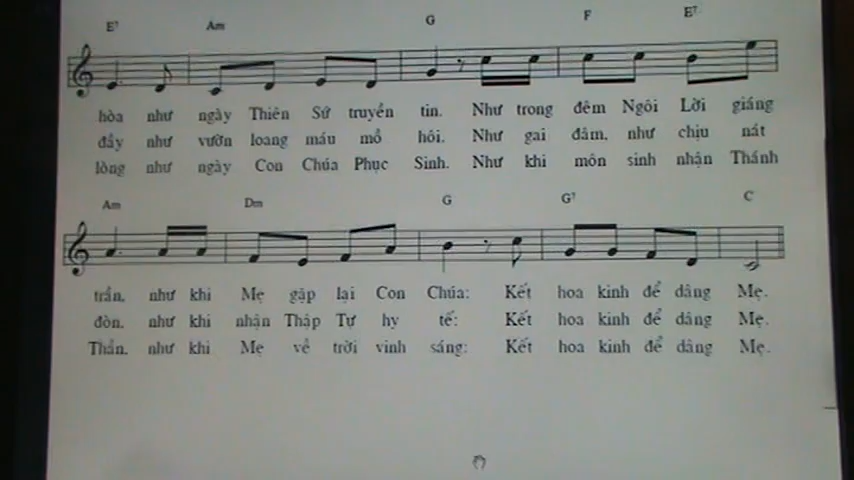 E7 Am G F E7
hòa như ngày Thiên Sứ truyền tin. Như trong đêm Ngôi Lời giáng
đầy như vườn loang máu mồ hôi. Như gai đâm, như chịu nát
lòng như ngày Con Chúa Phục Sinh. Như khi môn sinh nhận Thánh
Am Dm G G7 C
trần, như khi Mẹ gặp lại Con Chúa: Kết hoa kinh để dâng Mẹ.
đòn, như khi nhận Thập Tự hy tế: Kết hoa kinh để dâng Mẹ.
Thần, như khi Mẹ về trời vinh sáng: Kết hoa kinh để dâng Mẹ.